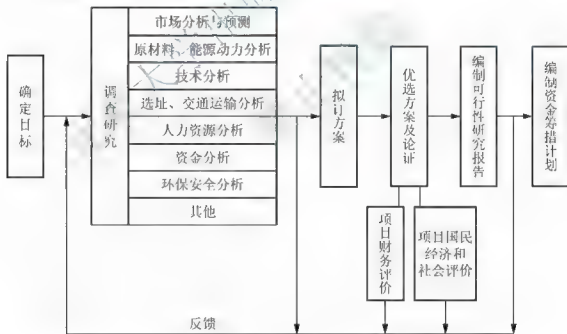 确定目标
调查研究
市场分析与预测
原材料、能源动力分析
技术分析
选址、交通运输分析
人力资源分析
资金分析
环保安全分析
其他
拟订方案
优选方案及论证
编制可行性研究报告
编制资金筹措计划
项目财务评价
项目国民
经济和
社会评价
反馈